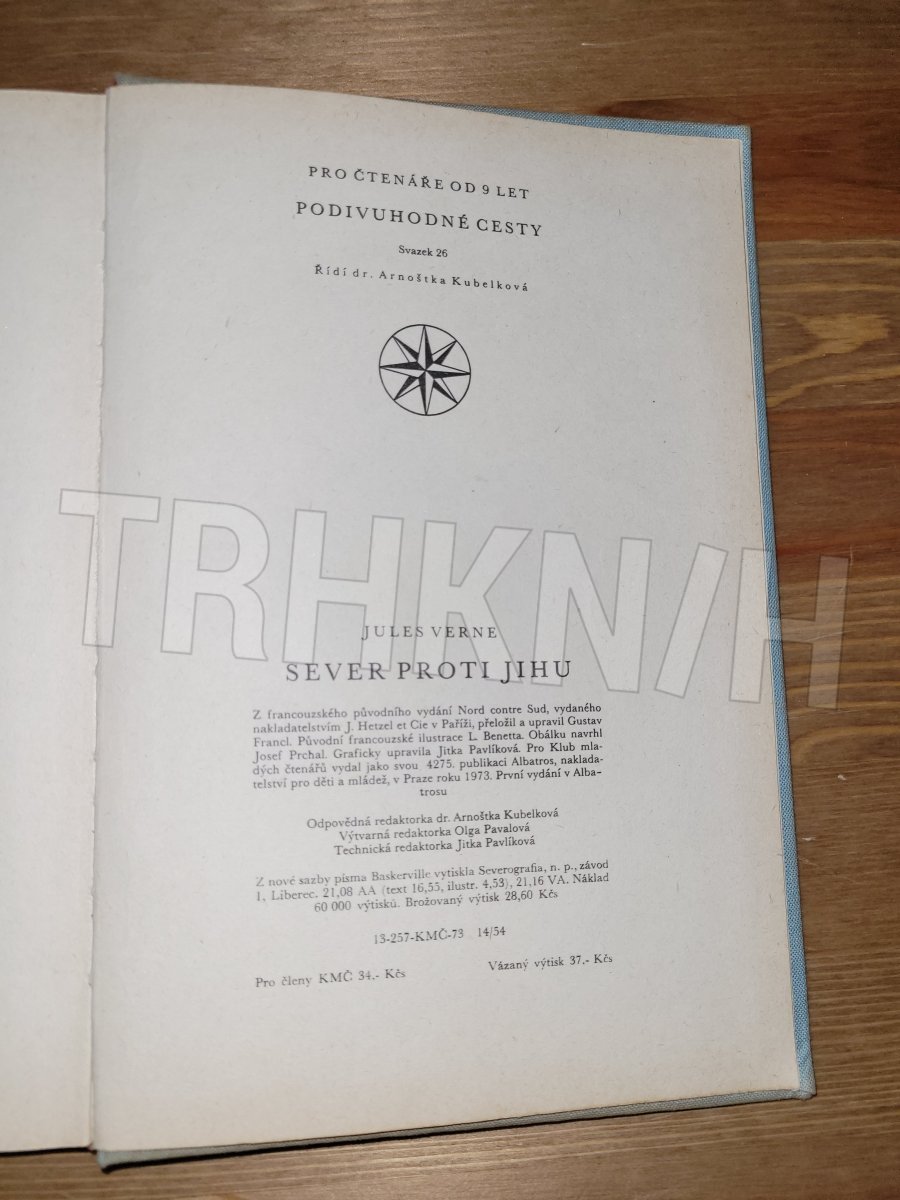 PRO ČTENÁŘE OD 9 LET
PODIVUHODNÉ CESTY
Svazek 26
Řídí dr. Arnoštka Kubelková
TRHKN/H
JULES VERNE
SEVER PROTI JIHU
Z francouzského původního vydání Nord contre Sud, vydaného
nakladatelstvím J. Hetzel et Cie v Paříži, přeložil a upravil Gustav
Francl. Původní francouzské ilustrace L. Benetta. Obálku navrhl
Josef Prchal. Graficky upravila Jitka Pavlíková. Pro Klub mla-
dých čtenářů vydal jako svou 4275. publikaci Albatros, naklada-
telství pro děti a mládež, v Praze roku 1973. První vydání v Alba-
trosu
Odpovědná redaktorka dr. Arnoštka Kubelková
Výtvarná redaktorka Olga Pavalová
Technická redaktorka Jitka Pavlíková
Z nové sazby písma Baskerville vytiskla Severografia, n. p., závod
1, Liberec. 21,08 AA (text 16,55, ilustr. 4,53), 21,16 VA. Náklad
60 000 výtisků. Brožovaný výtisk 28,60 Kčs
13-257-KMČ-73 14/54
Pro členy KMČ 34,- Kčs Vázaný výtisk 37,- Kčs